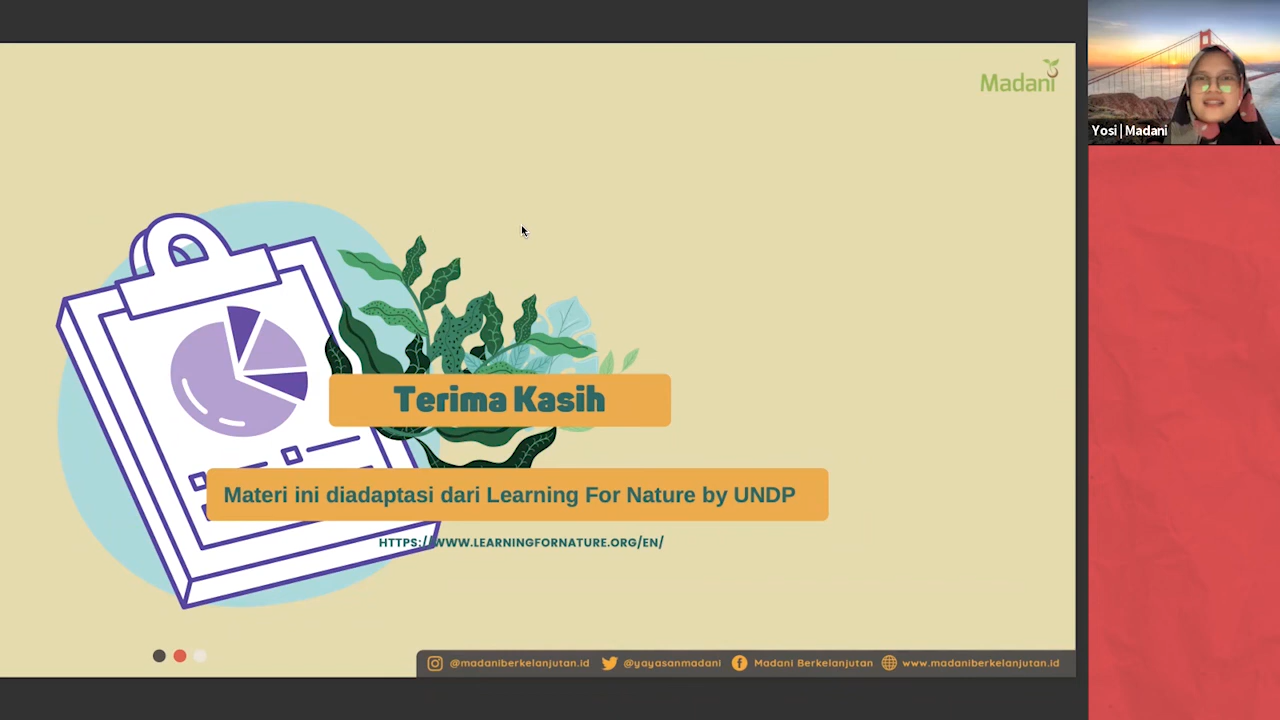 Madani
Yosi | Madani
Terima Kasih
Materi ini diadaptasi dari Learning For Nature by UNDP
HTTPS://WWW.LEARNINGFORNATURE.ORG/EN/
@madaniberkelanjutan.id @yayasanmadani Madani Berkelanjutan www.madaniberkelanjutan.id